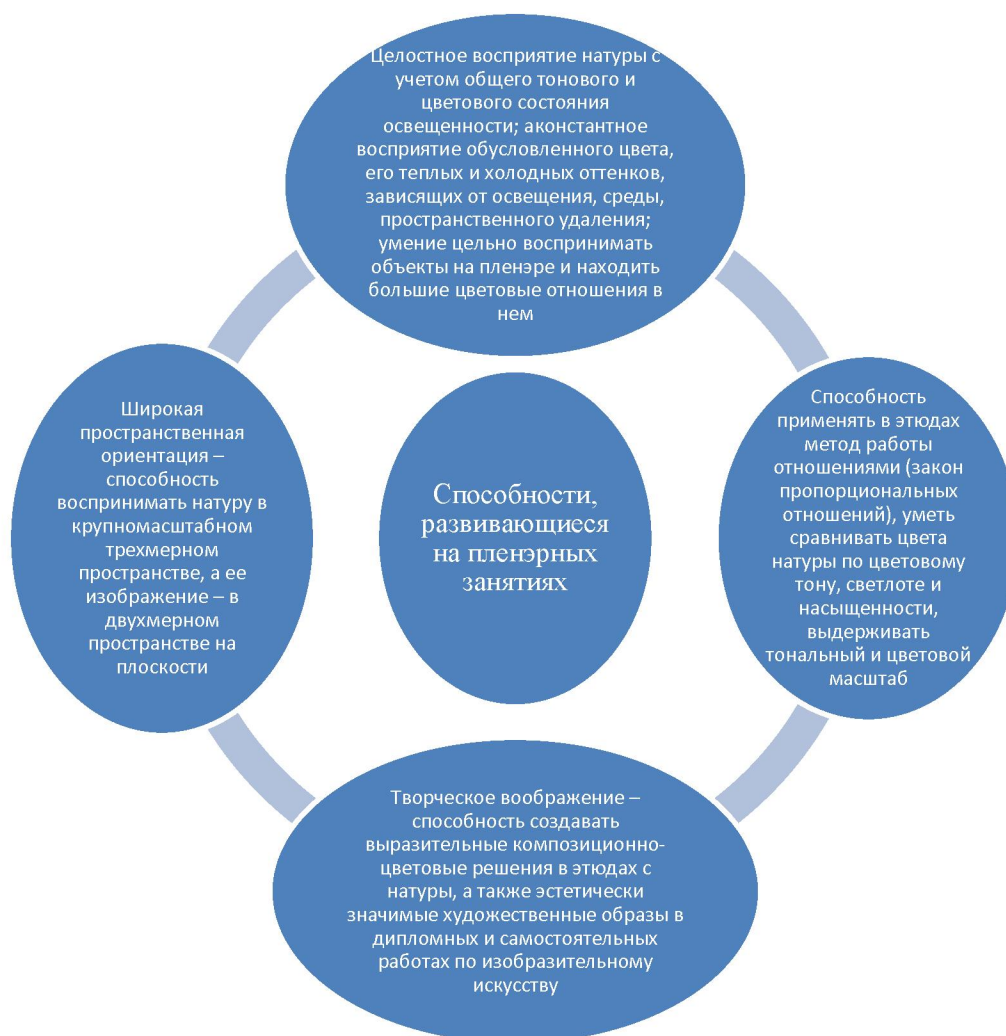 Целостное восприятие натуры с
учетом общего тонового и
цветового состояния
освещенности; аконстантное
восприятие обусловленного цвета,
его теплых и холодных оттенков,
зависящих от освещения, среды,
пространственного удаления;
умение цельно воспринимать
объекты на пленэре и находить
большие цветовые отношения в
нем
Широкая
пространственная
ориентация –
способность
воспринимать натуру в
крупномасштабном
трехмерном
пространстве, а ее
изображение – в
двухмерном
пространстве на
плоскости
Способности,
развивающиеся
на пленэрных
занятиях
Способность
применять в этюдах
метод работы
отношениями (закон
пропорциональных
отношений), уметь
сравнивать цвета
натуры по цветовому
тону, светлоте и
насыщенности,
выдерживать
тональный и цветовой
масштаб
Творческое воображение –
способность создавать
выразительные композиционно-
цветовые решения в этюдах с
натуры, а также эстетически
значимые художественные образы в
дипломных и самостоятельных
работах по изобразительному
искусству